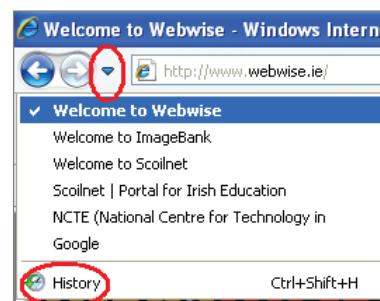 Welcome to Webwise - Windows Intern
http://www.webwise.ie/
Welcome to Webwise
Welcome to ImageBank
Welcome to Scoilnet
Scoilnet | Portal for Irish Education
NCTE (National Centre for Technology in
Google
History Ctrl+Shift+H